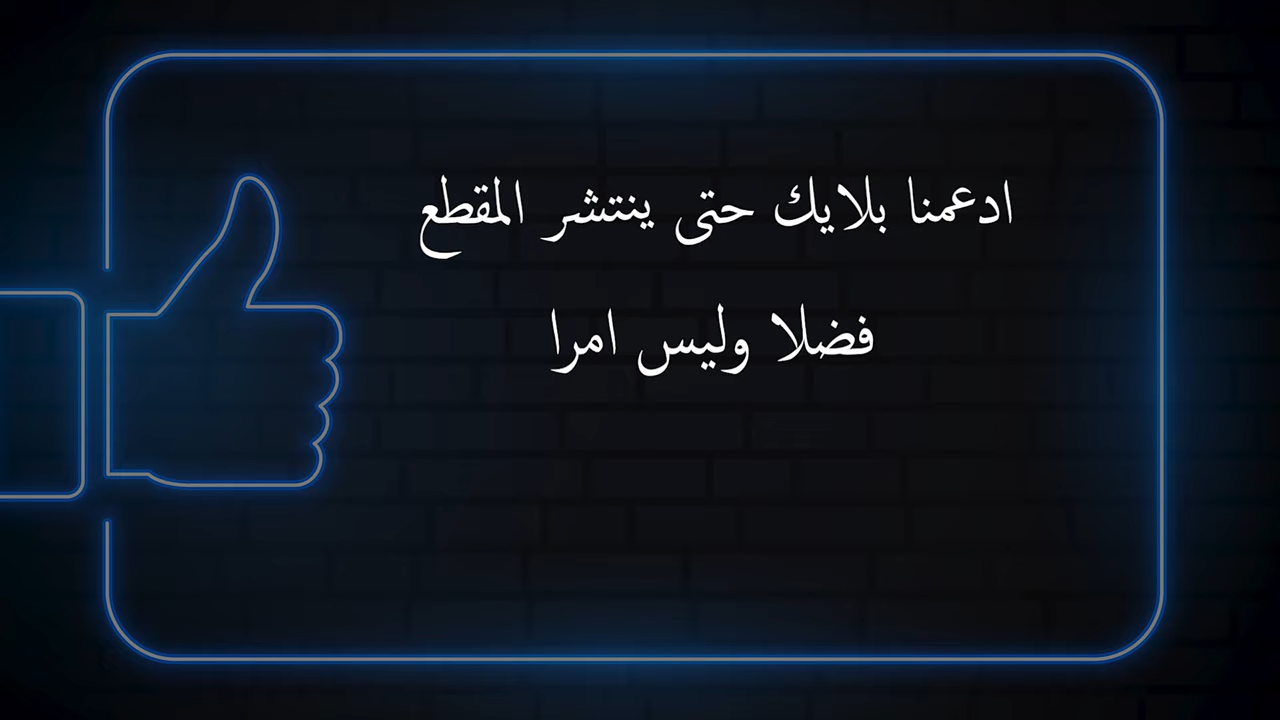 ادعمنا بلايك حتى ينتشر المقطع
فضلا وليس امرا